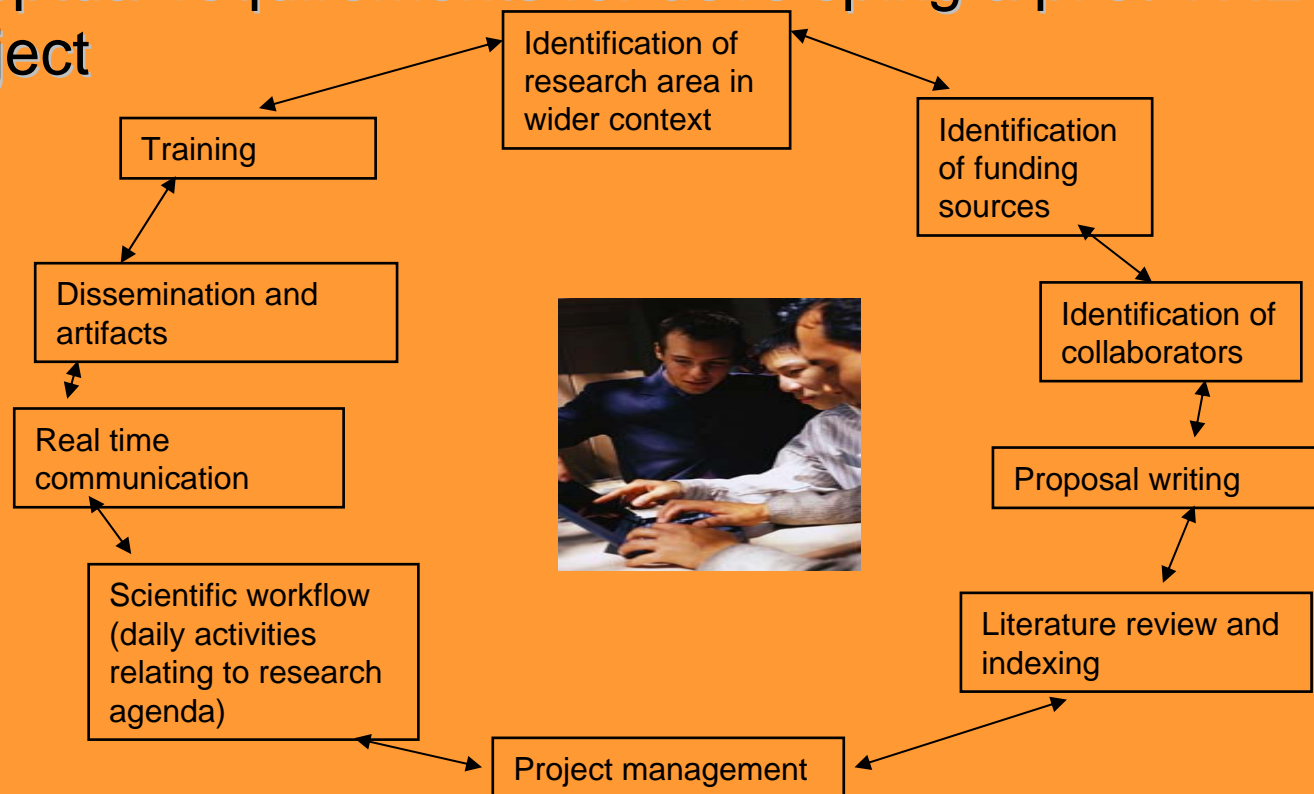 requirements
ject
Identification of
research area in
wider context
Identification
of funding
sources
Training
Dissemination and
artifacts
Identification of
collaborators
Real time
communication
Proposal writing
Scientific workflow
(daily activities
relating to research
agenda)
Literature review and
indexing
Project management